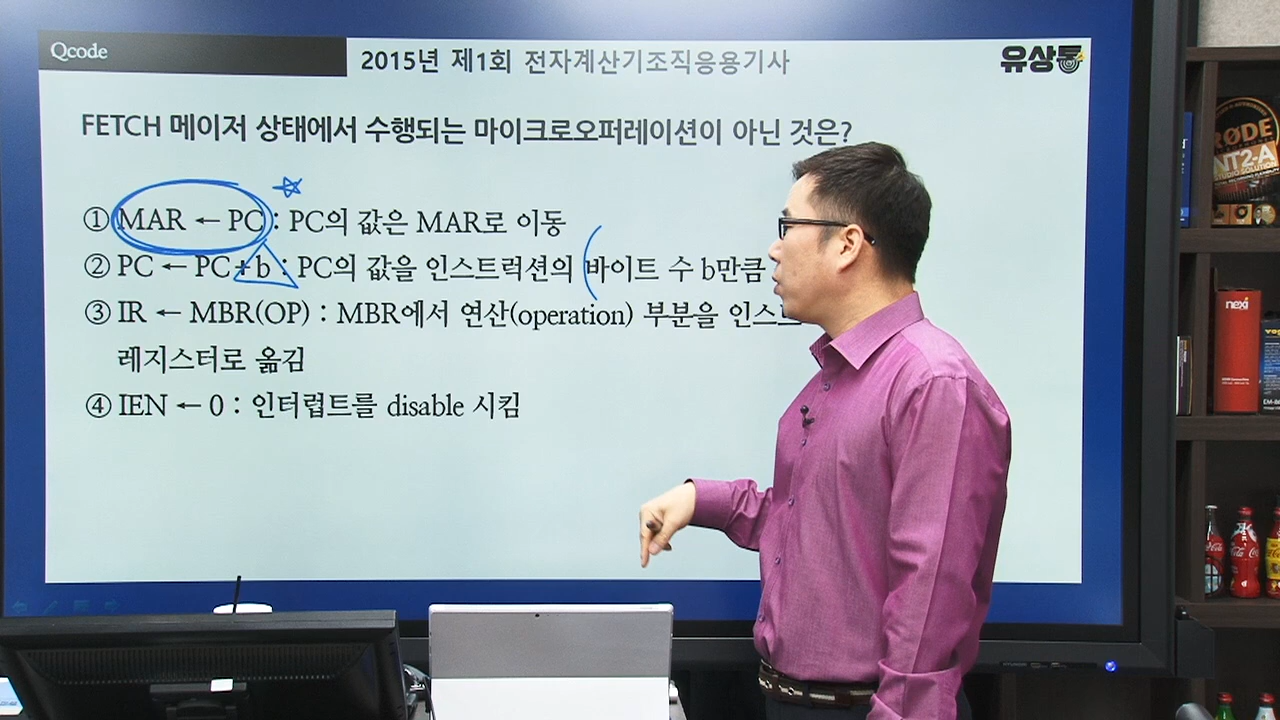 Qcode
2015년 제1회 전자계산기조직응용기사
유상통
FETCH 메이저 상태에서 수행되는 마이크로오퍼레이션이 아닌 것은?
① MAR ← PC : PC의 값은 MAR로 이동
② PC ← PC + b : PC의 값을 인스트럭션의 바이트 수 b만큼
③ IR ← MBR(OP) : MBR에서 연산(operation) 부분을 인스트
레지스터로 옮김
④ IEN ← 0 : 인터럽트를 disable 시킴
RØDE
NT2-A
nexi
Coca-Cola